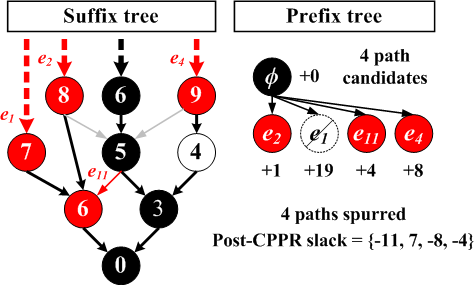 Suffix tree
Prefix tree
e2
e4
e1
8
6
9
7
5
4
e11
6
3
0
ϕ
+0
4 path
candidates
e2
e1
e11
e4
+1
+19
+4
+8
4 paths spurred
Post-CPPR slack = {-11, 7, -8, -4}